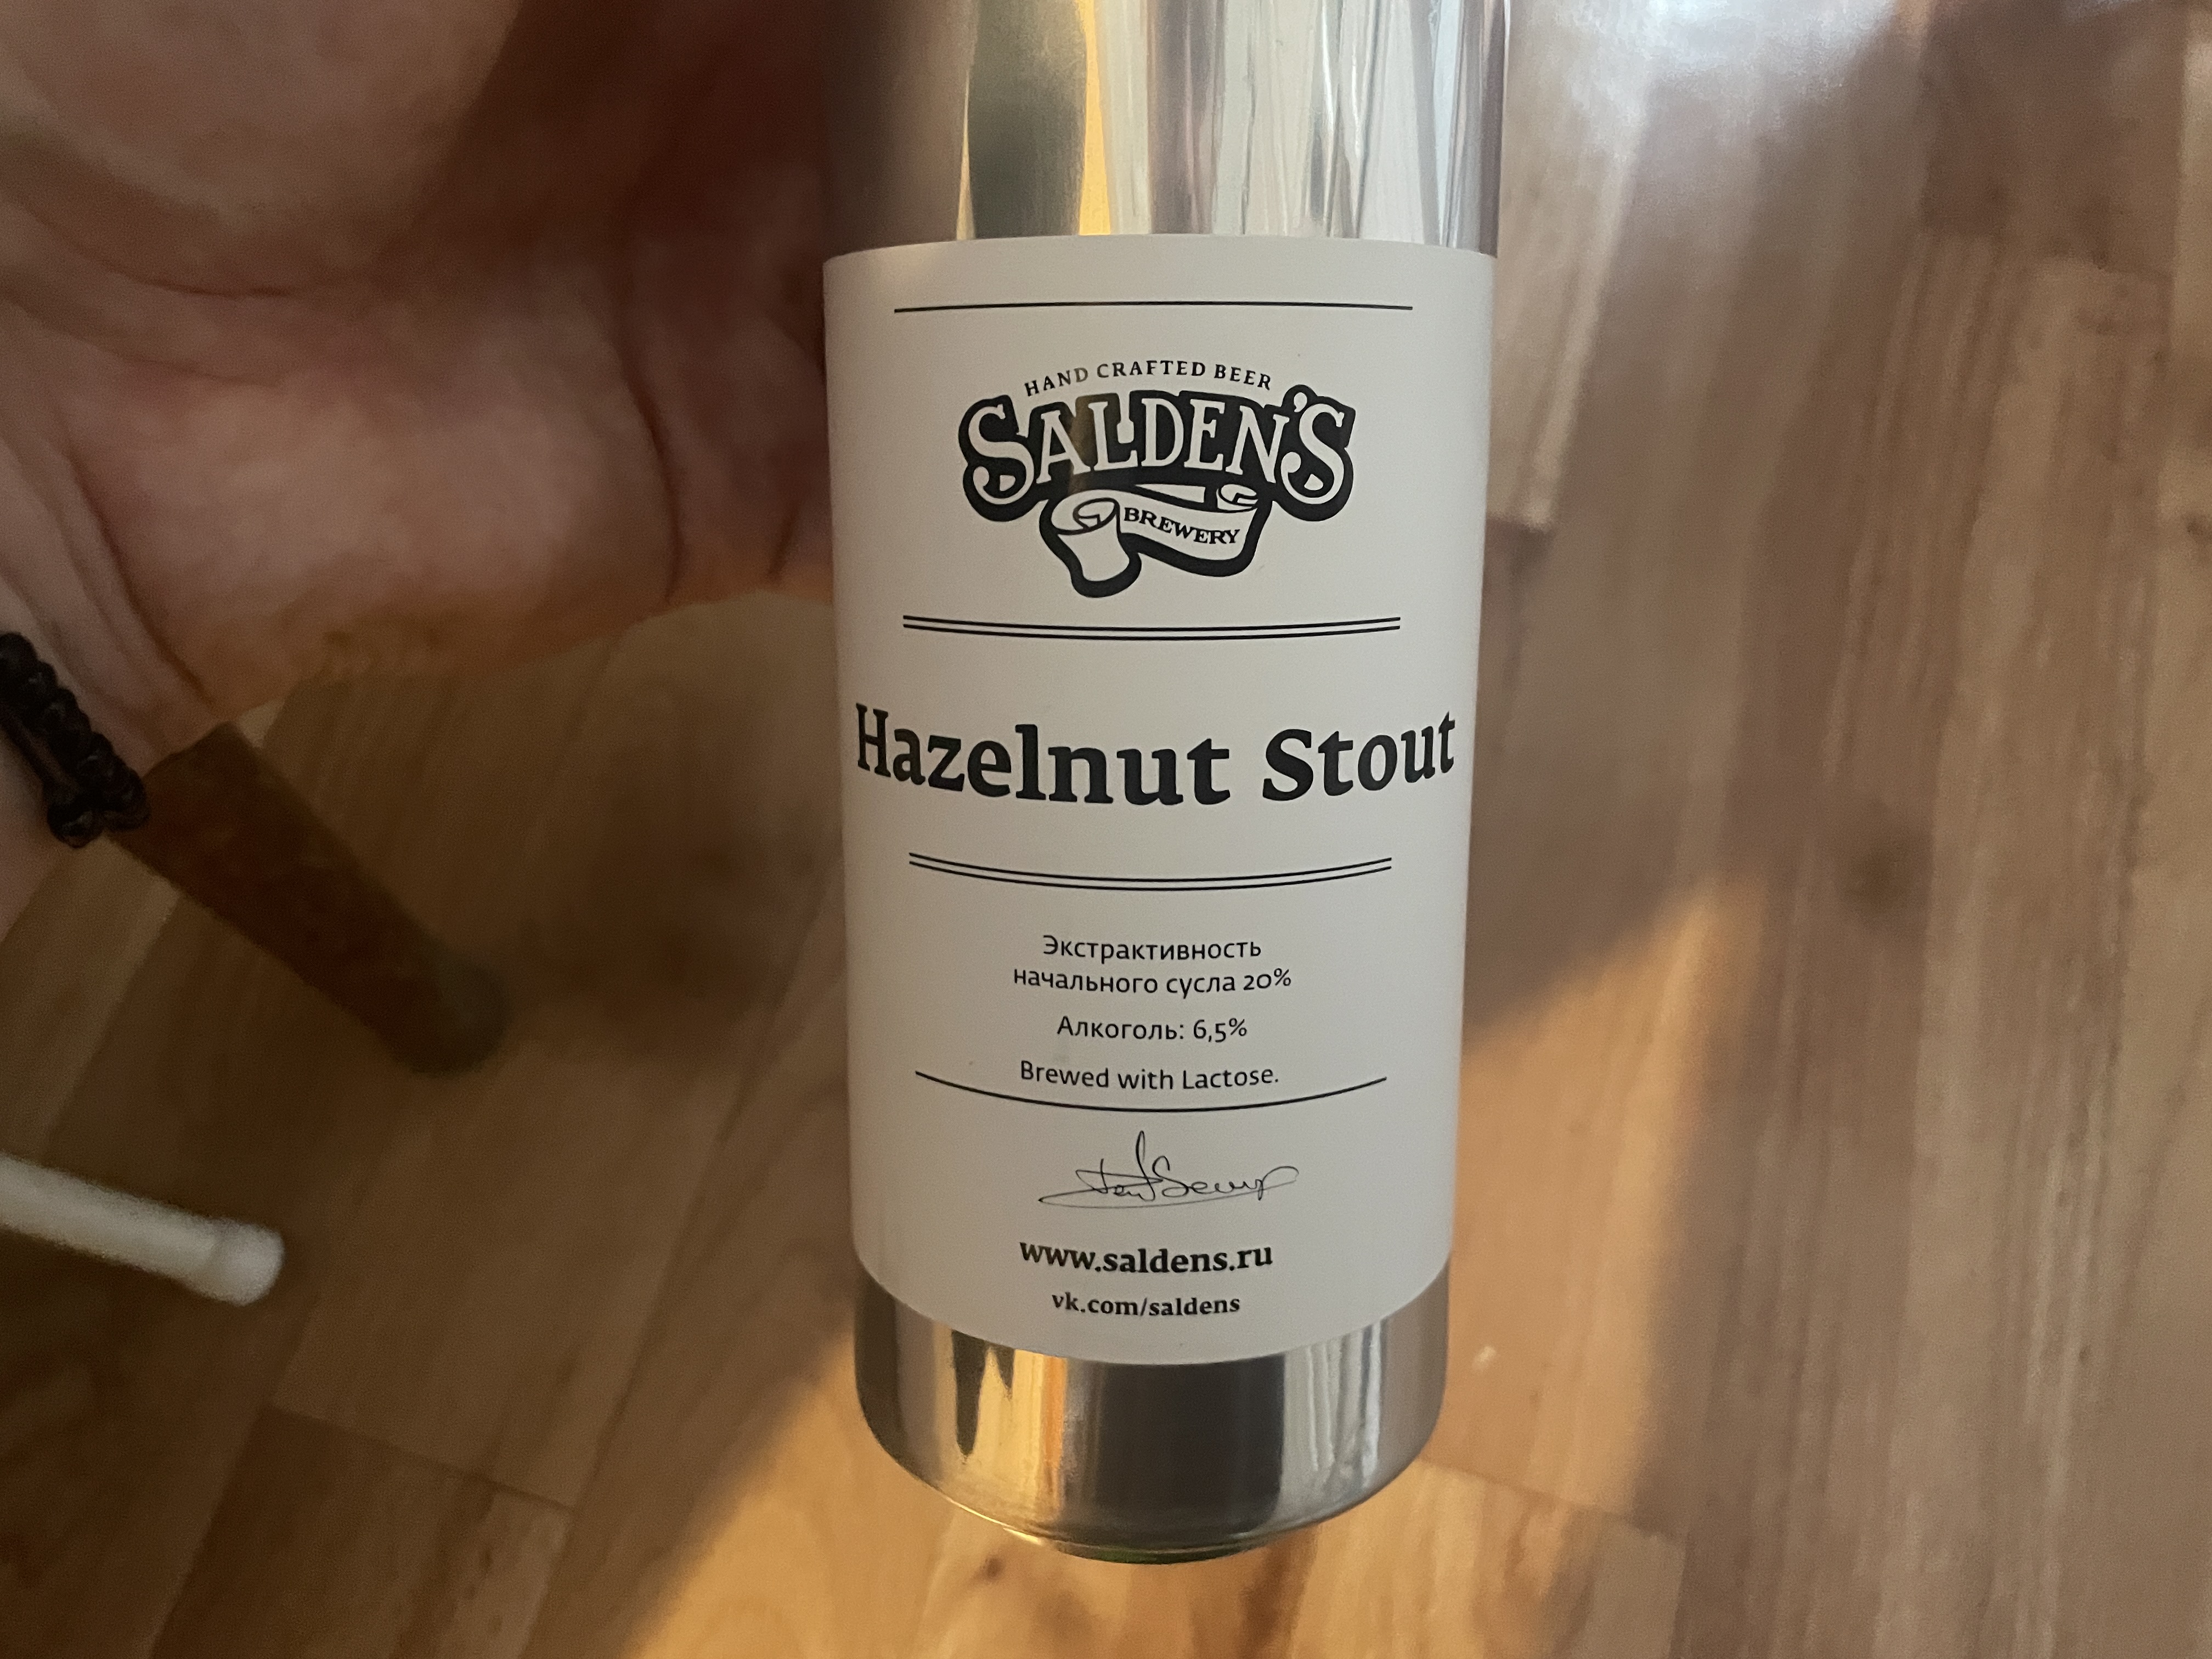 HAND CRAFTED BEER
SALDEN'S
BREWERY
Hazelnut Stout
Экстрактивность
начального сусла 20%
Алкоголь: 6,5%
Brewed with Lactose.
www.saldens.ru
vk.com/saldens